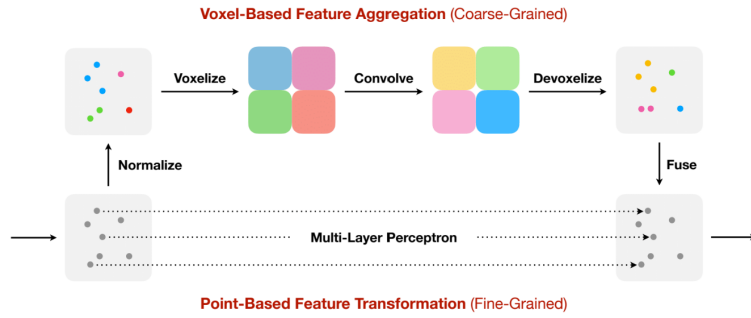 Voxel-Based Feature Aggregation (Coarse-Grained)
Voxelize
Convolve
Devoxelize
Normalize
Fuse
Multi-Layer Perceptron
Point-Based Feature Transformation (Fine-Grained)